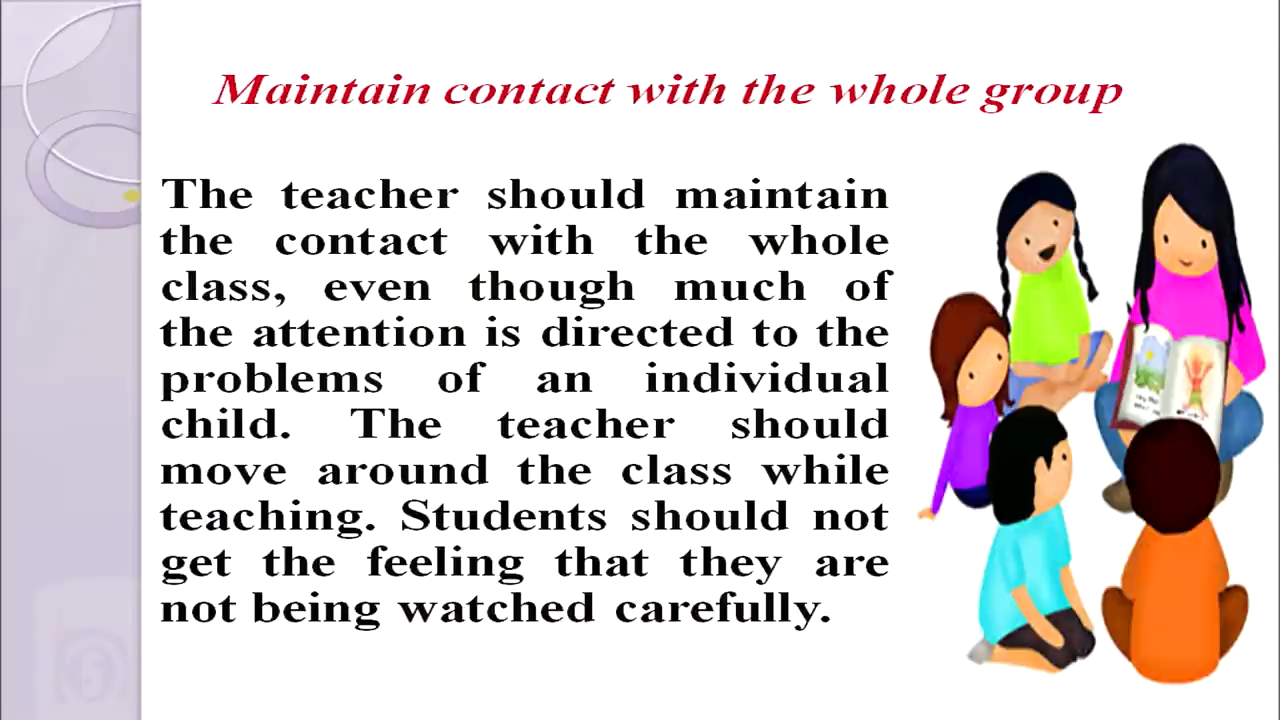 Maintain contact with the whole group
The teacher should maintain
the contact with the whole
class, even though much of
the attention is directed to the
problems of an individual
child. The teacher should
move around the class while
teaching. Students should not
get the feeling that they are
not being watched carefully.